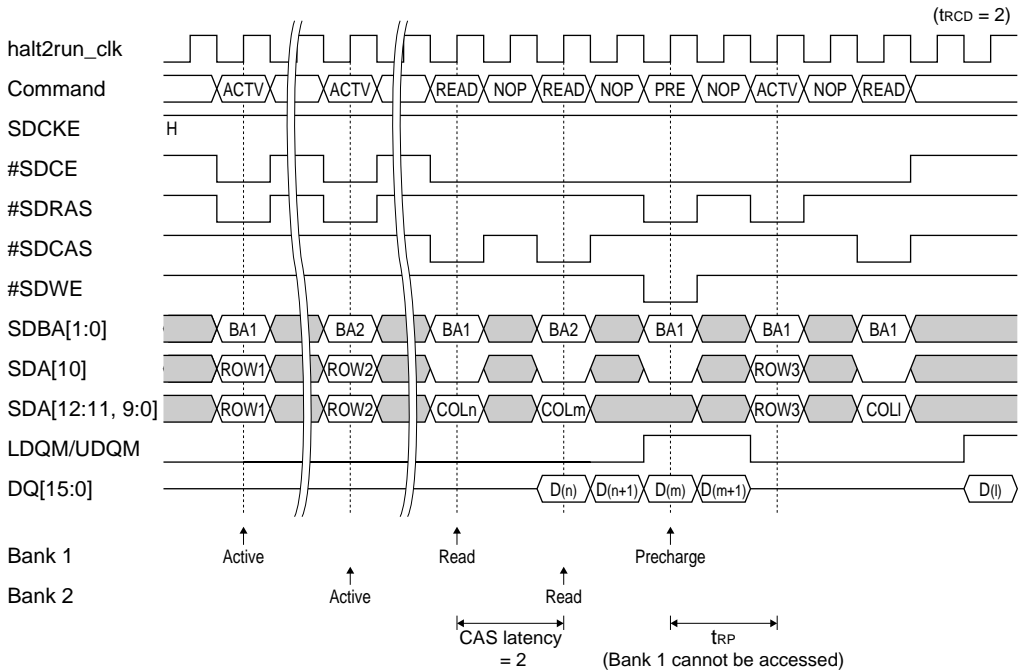 (tRCD = 2)
halt2run_clk
Command ACTV ACTV READ NOP READ NOP PRE NOP ACTV NOP READ
SDCKE H
#SDCE
#SDRAS
#SDCAS
#SDWE
SDBA[1:0] BA1 BA2 BA1 BA2 BA1 BA1 BA1
SDA[10] ROW1 ROW2 ROW3
SDA[12:11, 9:0] ROW1 ROW2 COLn COLm ROW3 COLl
LDQM/UDQM
DQ[15:0] D(n) D(n+1) D(m) D(m+1) D(l)
Bank 1 Active Read Precharge
Bank 2 Active Read
CAS latency tRP
= 2 (Bank 1 cannot be accessed)